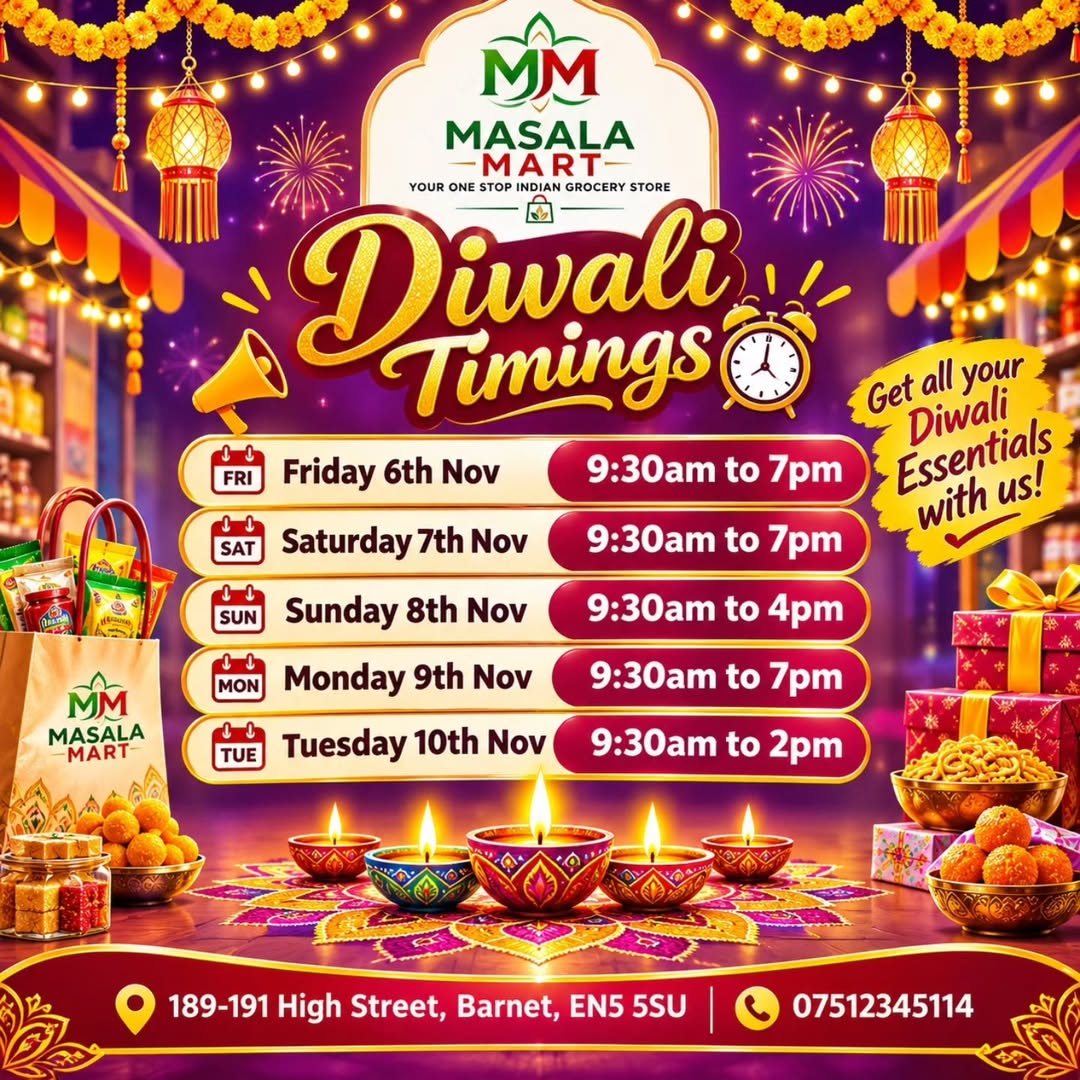 MM
MASALA
MART
YOUR ONE STOP INDIAN GROCERY STORE
Diwali
Timings
Get all your
Diwali
Essentials
with us!
FRI Friday 6th Nov 9:30am to 7pm
SAT Saturday 7th Nov 9:30am to 7pm
SUN Sunday 8th Nov 9:30am to 4pm
MON Monday 9th Nov 9:30am to 7pm
TUE Tuesday 10th Nov 9:30am to 2pm
MM
MASALA
MART
189-191 High Street, Barnet, EN5 5SU
07512345114